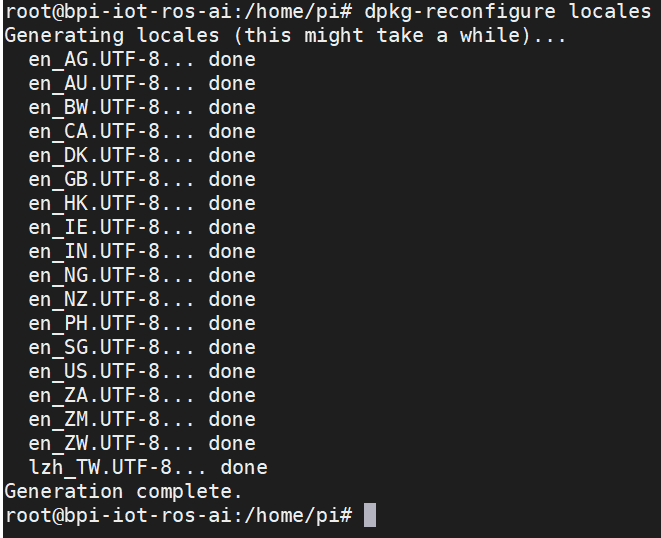 root@bpi-iot-ros-ai:/home/pi# dpkg-reconfigure locales
Generating locales (this might take a while)...
  en_AG.UTF-8... done
  en_AU.UTF-8... done
  en_BW.UTF-8... done
  en_CA.UTF-8... done
  en_DK.UTF-8... done
  en_GB.UTF-8... done
  en_HK.UTF-8... done
  en_IE.UTF-8... done
  en_IN.UTF-8... done
  en_NG.UTF-8... done
  en_NZ.UTF-8... done
  en_PH.UTF-8... done
  en_SG.UTF-8... done
  en_US.UTF-8... done
  en_ZA.UTF-8... done
  en_ZM.UTF-8... done
  en_ZW.UTF-8... done
  lzh_TW.UTF-8... done
Generation complete.
root@bpi-iot-ros-ai:/home/pi#